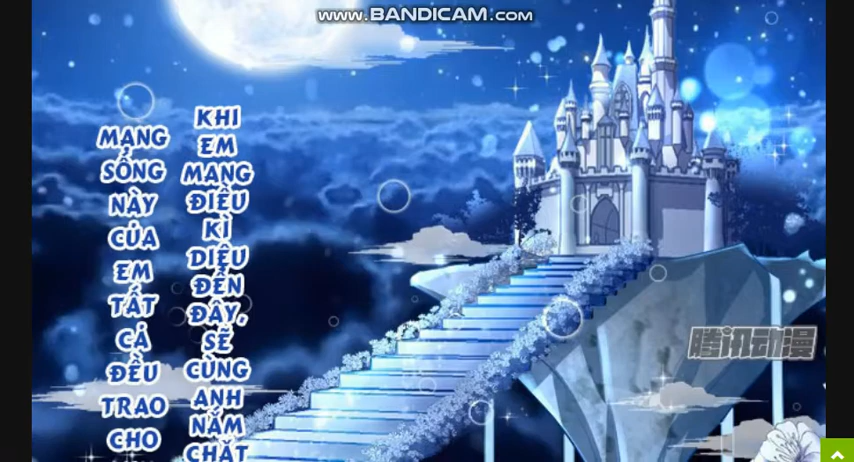 www.BANDICAM.com
KHI
EM
MANG
ĐIỀU
KÌ
DIỆU
ĐẾN
ĐÂY,
SẼ
CÙNG
ANH
NẮM
CHẶT
MẠNG
SỐNG
NÀY
CỦA
EM
TẤT
CẢ
ĐỀU
TRAO
CHO
腾讯动漫